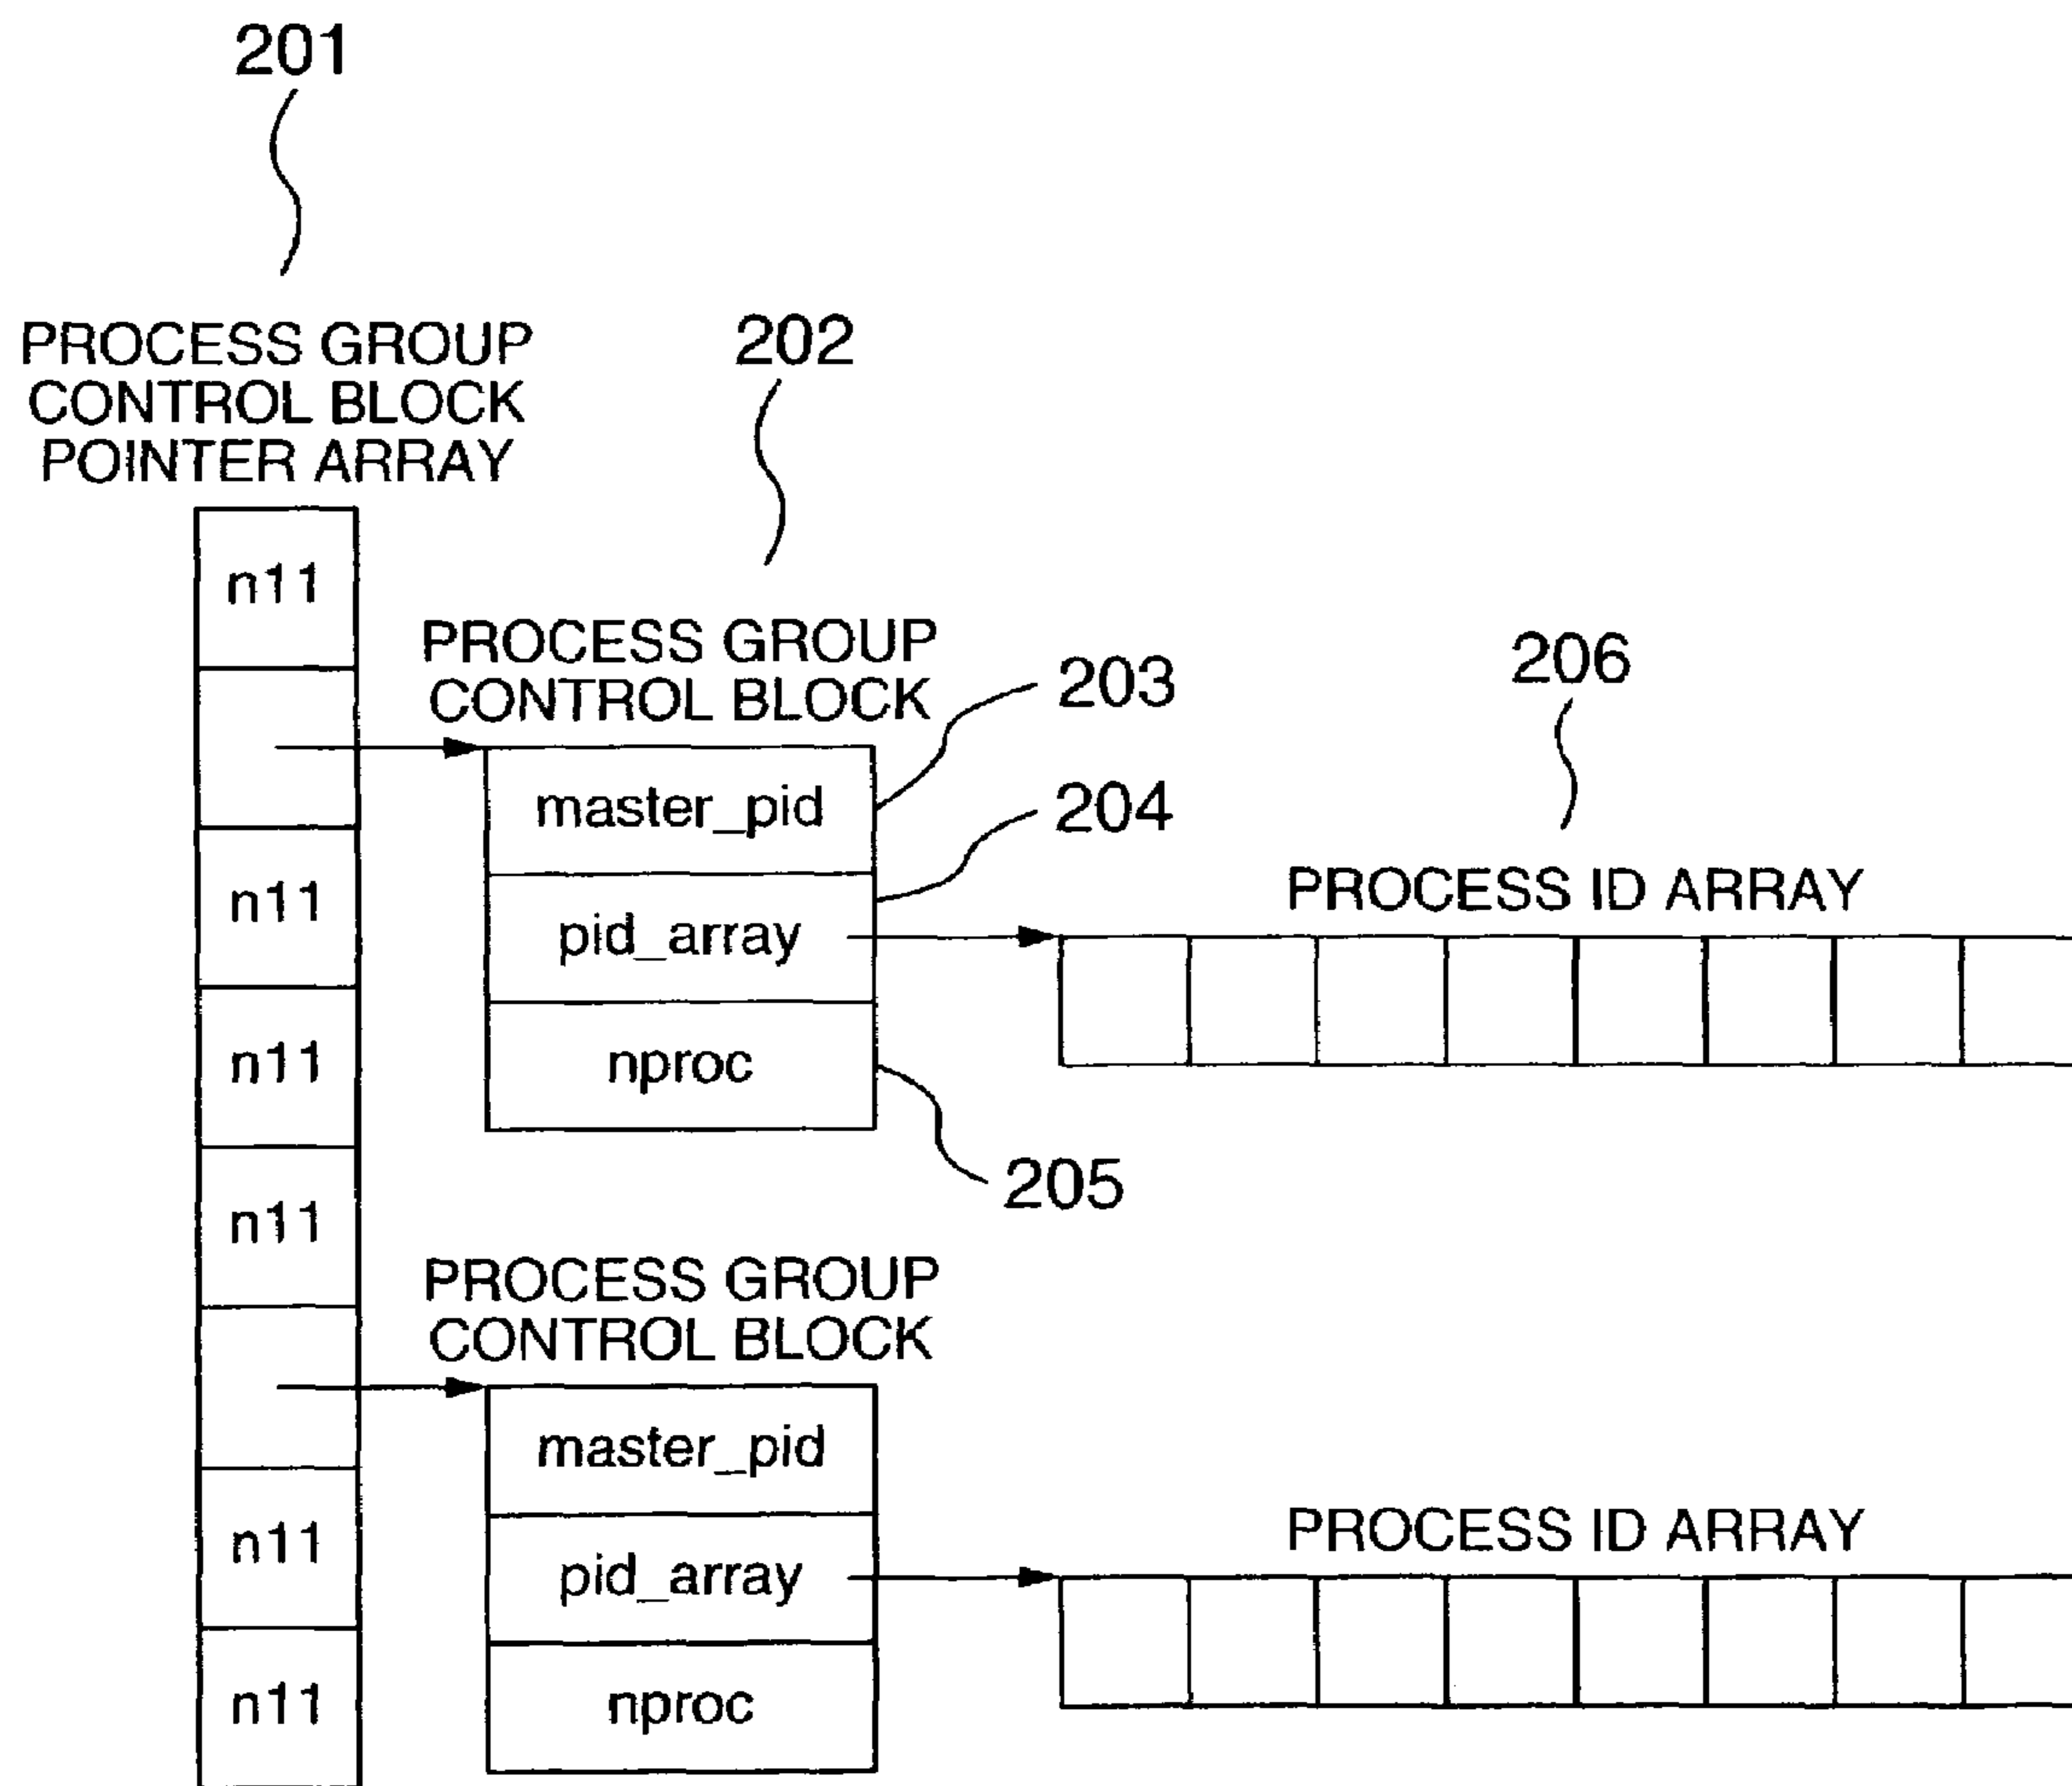 201
PROCESS GROUP
CONTROL BLOCK
POINTER ARRAY
202
n11
PROCESS GROUP
CONTROL BLOCK
203
206
master_pid
204
n11
PROCESS ID ARRAY
pid_array
n11
nproc
205
n11
PROCESS GROUP
CONTROL BLOCK
master_pid
n11
PROCESS ID ARRAY
pid_array
n11
nproc